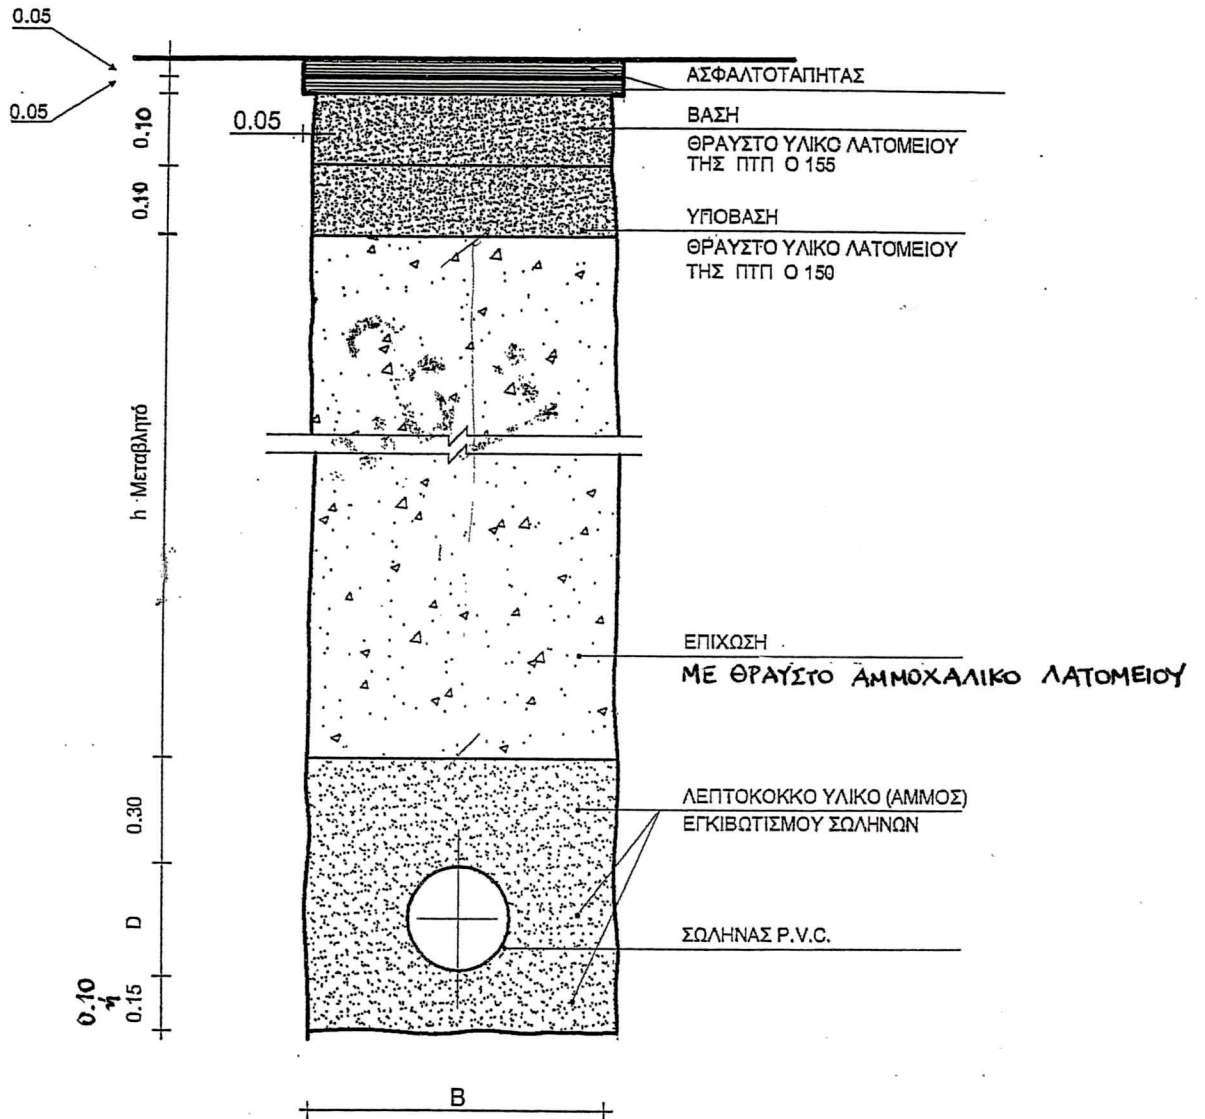 0.05
0.05
0.10
0.10
0.05
ΑΣΦΑΛΤΟΤΑΠΗΤΑΣ
ΒΑΣΗ
ΘΡΑΥΣΤΟ ΥΛΙΚΟ ΛΑΤΟΜΕΙΟΥ
ΤΗΣ ΠΤΠ Ο 155
ΥΠΟΒΑΣΗ
ΘΡΑΥΣΤΟ ΥΛΙΚΟ ΛΑΤΟΜΕΙΟΥ
ΤΗΣ ΠΤΠ Ο 150
h Μεταβλητό
ΕΠΙΧΩΣΗ
ΜΕ ΘΡΑΥΣΤΟ ΑΜΜΟΧΑΛΙΚΟ ΛΑΤΟΜΕΙΟΥ
0.30
ΛΕΠΤΟΚΟΚΚΟ ΥΛΙΚΟ (ΑΜΜΟΣ)
ΕΓΚΙΒΩΤΙΣΜΟΥ ΣΩΛΗΝΩΝ
D
ΣΩΛΗΝΑΣ P.V.C.
0.10
ή
0.15
B